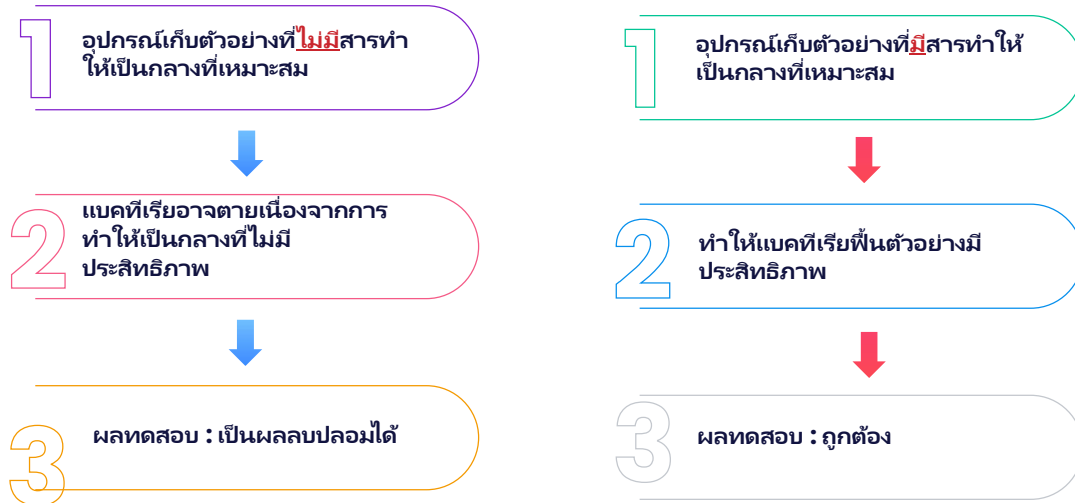 1
อุปกรณ์เก็บตัวอย่างที่ไม่มีสารทำ
ให้เป็นกลางที่เหมาะสม
2
แบคทีเรียอาจตายเนื่องจากการ
ทำให้เป็นกลางที่ไม่มี
ประสิทธิภาพ
3
ผลทดสอบ : เป็นผลลบปลอมได้
1
อุปกรณ์เก็บตัวอย่างที่มีสารทำให้
เป็นกลางที่เหมาะสม
2
ทำให้แบคทีเรียฟื้นตัวอย่างมี
ประสิทธิภาพ
3
ผลทดสอบ : ถูกต้อง